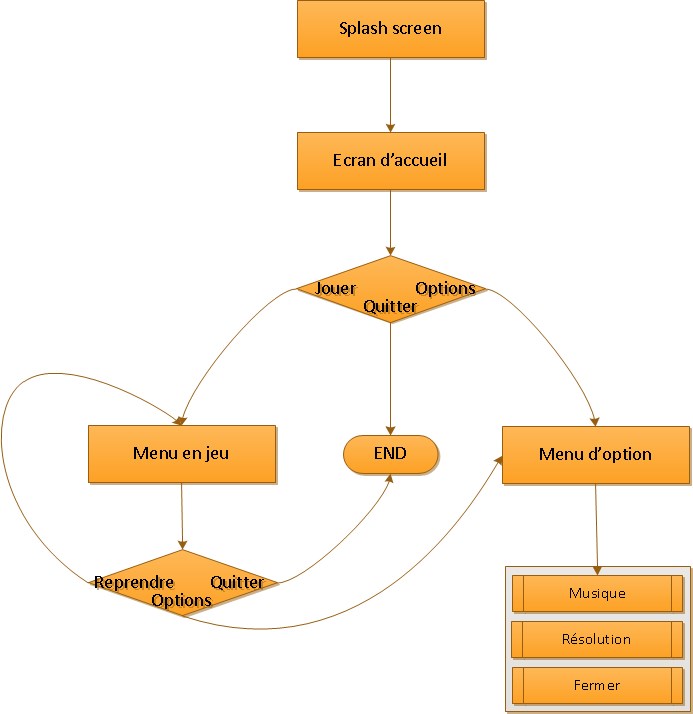 Splash screen
Ecran d'accueil
Jouer
Options
Quitter
Menu en jeu
END
Menu d'option
Reprendre
Quitter
Options
Musique
Résolution
Fermer